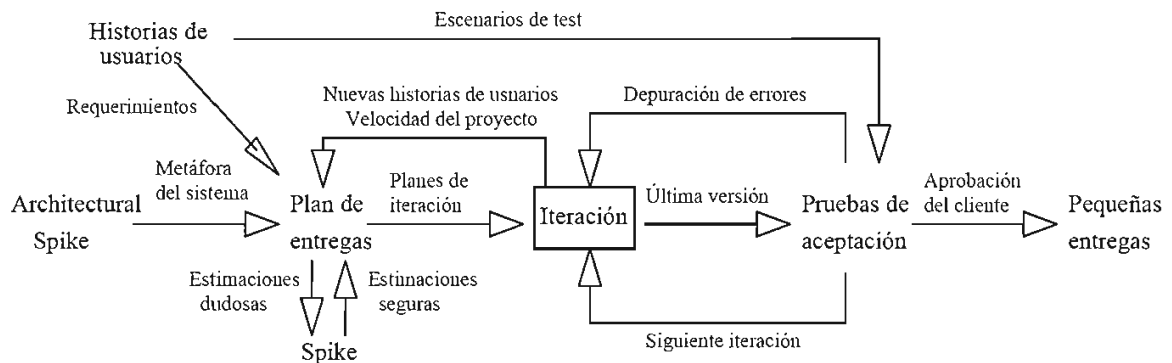 Historias de
usuarios
Escenarios de test
Requerimientos
Nuevas historias de usuarios
Velocidad del proyecto
Depuración de errores
Metáfora
del sistema
Architectural
Spike
Plan de
entregas
Planes de
iteración
Iteración
Última versión
Pruebas de
aceptación
Aprobación
del cliente
Pequeñas
entregas
Estimaciones
dudosas
Estimaciones
seguras
Spike
Siguiente iteración